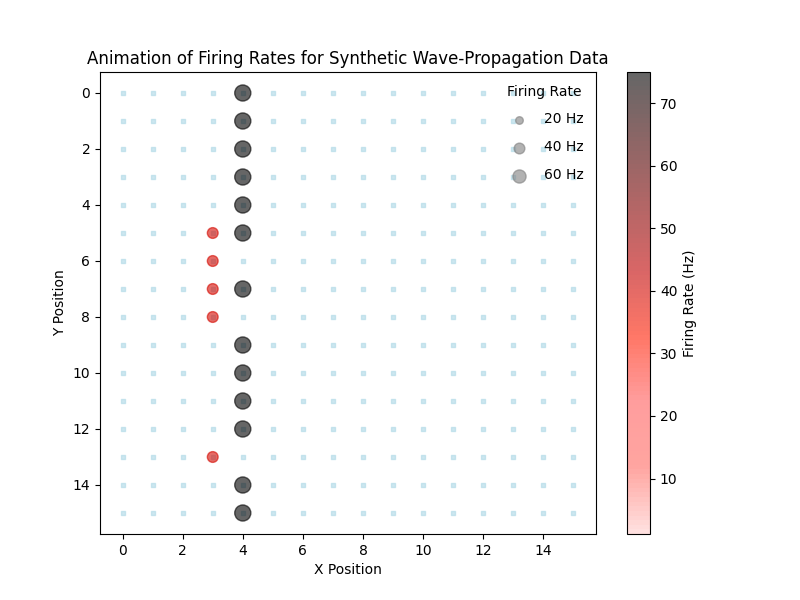 Animation of Firing Rates for Synthetic Wave-Propagation Data
Firing Rate
20 Hz
40 Hz
60 Hz
0
2
4
6
8
10
12
14
Y Position
0 2 4 6 8 10 12 14
X Position
70
60
50
40
30
20
10
Firing Rate (Hz)